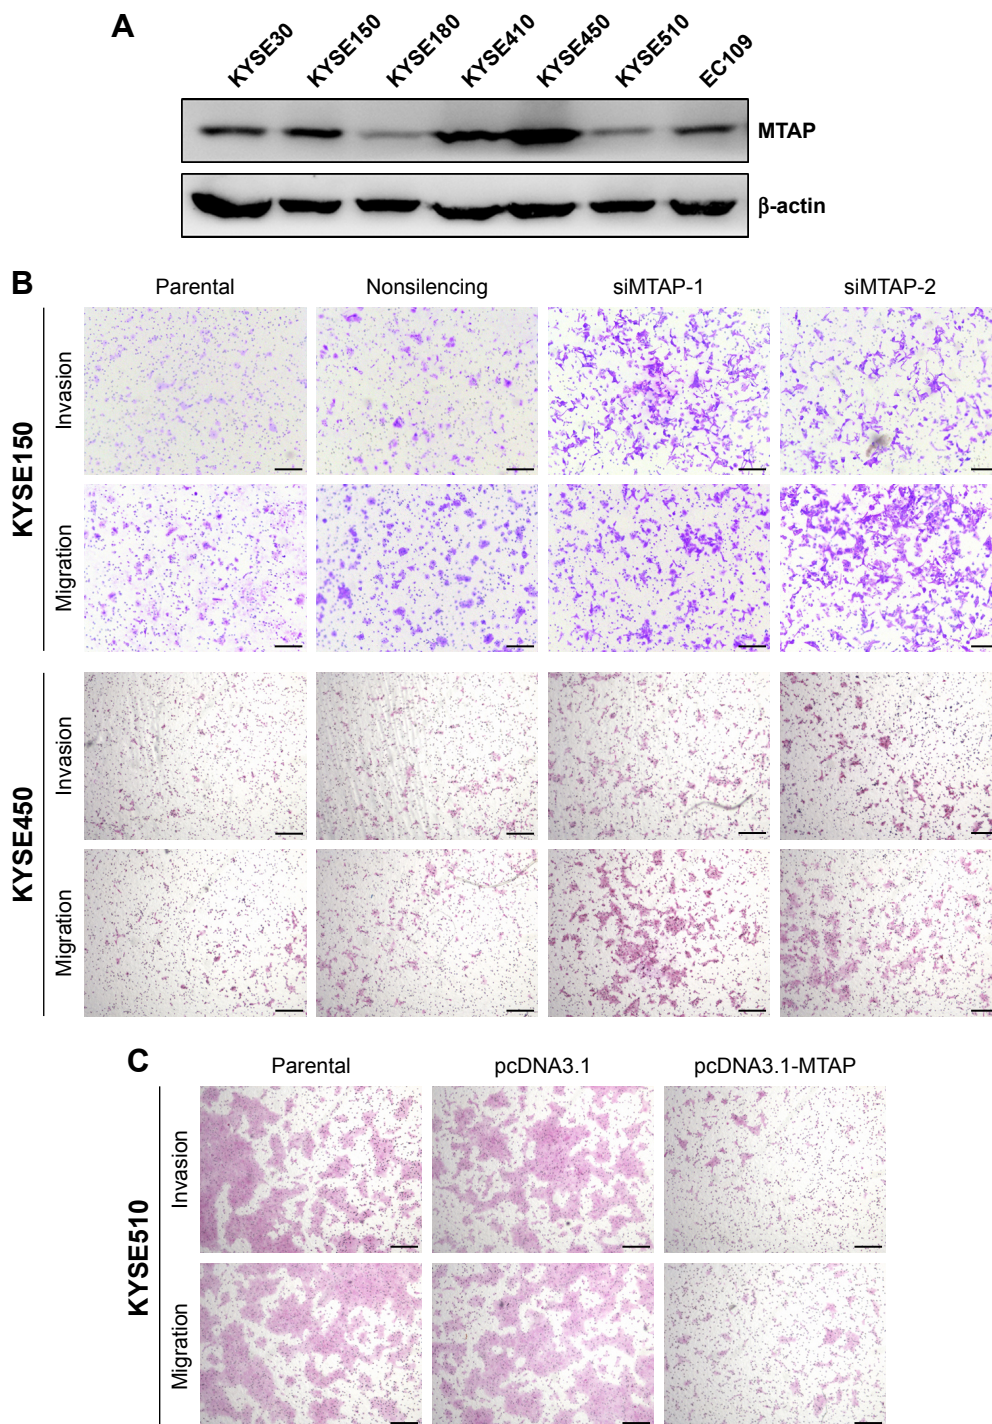 A
KYSE30 KYSE150 KYSE180 KYSE410 KYSE450 KYSE510 EC109
MTAP
β-actin
B
Parental Nonsilencing siMTAP-1 siMTAP-2
KYSE150
Invasion
Migration
KYSE450
Invasion
Migration
C
Parental pcDNA3.1 pcDNA3.1-MTAP
KYSE510
Invasion
Migration